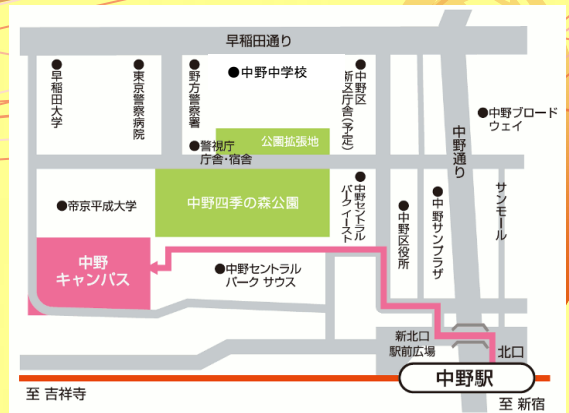 早稲田通り
●早稲田大学
●東京警察病院
●野方警察署
●中野中学校
●中野区
新区庁舎(予定)
●中野ブロード
ウェイ
中野通り
公園拡張地
●警視庁
庁舎・宿舎
●帝京平成大学
中野四季の森公園
●中野セントラル
パーク イースト
●中野区役所
●中野サンプラザ
サンモール
中野
キャンパス
●中野セントラル
パーク サウス
新北口
駅前広場
北口
中野駅
至 吉祥寺
至 新宿